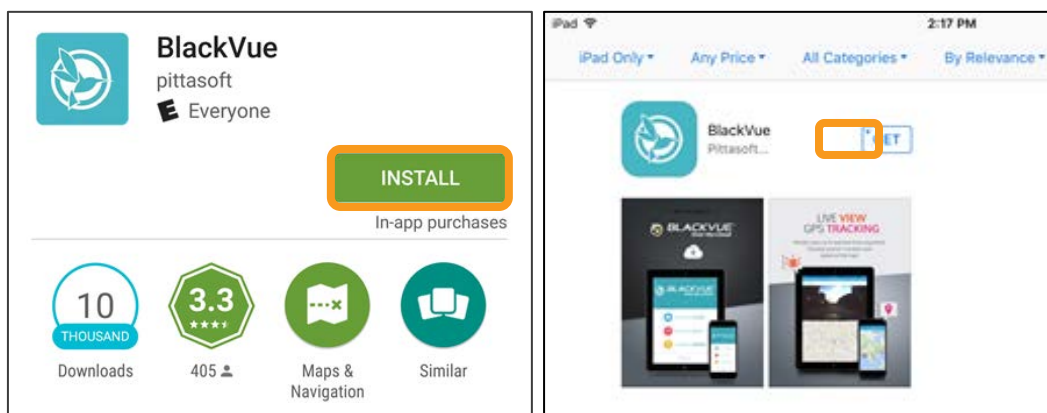 BlackVue
pittasoft
E Everyone
INSTALL
In-app purchases
10
THOUSAND
Downloads
3.3
405
Maps &
Navigation
Similar
iPad
2:17 PM
iPad Only
Any Price
All Categories
By Relevance
BlackVue
Pittasoft...
ET
BLACKVUE
LIVE VIEW
GPS TRACKING
BLACKVUE